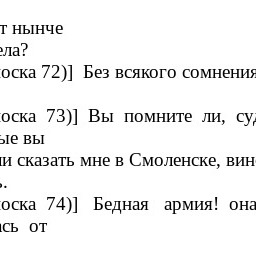 т нынче
ела?
оска 72)] Без всякого сомнения
оска 73)] Вы помните ли, су
ые вы
и сказать мне в Смоленске, вин
.
оска 74)] Бедная армия! она
ась от